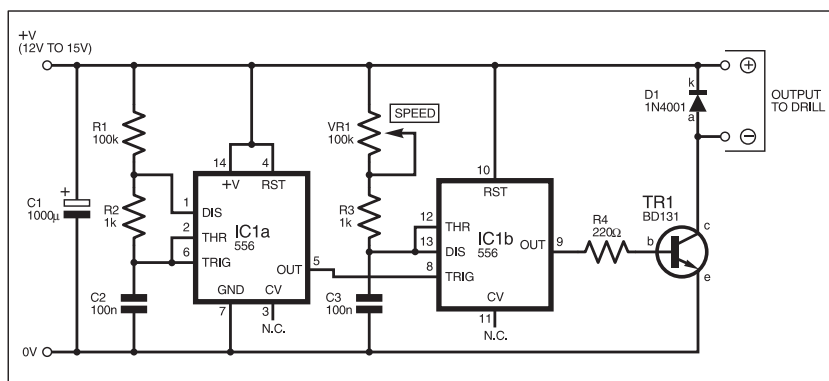 +V
(12V TO 15V)
R1
100k
VR1
100k
SPEED
D1
1N4001
k
a
+
−
OUTPUT
TO DRILL
14
4
+V
RST
10
RST
C1
1000µ
+
R2
1k
1
DIS
2
THR
6
TRIG
IC1a
556
OUT
5
GND
CV
7
3
N.C.
R3
1k
12
THR
13
DIS
8
TRIG
IC1b
556
OUT
9
CV
11
N.C.
R4
220Ω
TR1
BD131
b
c
e
C2
100n
C3
100n
0V